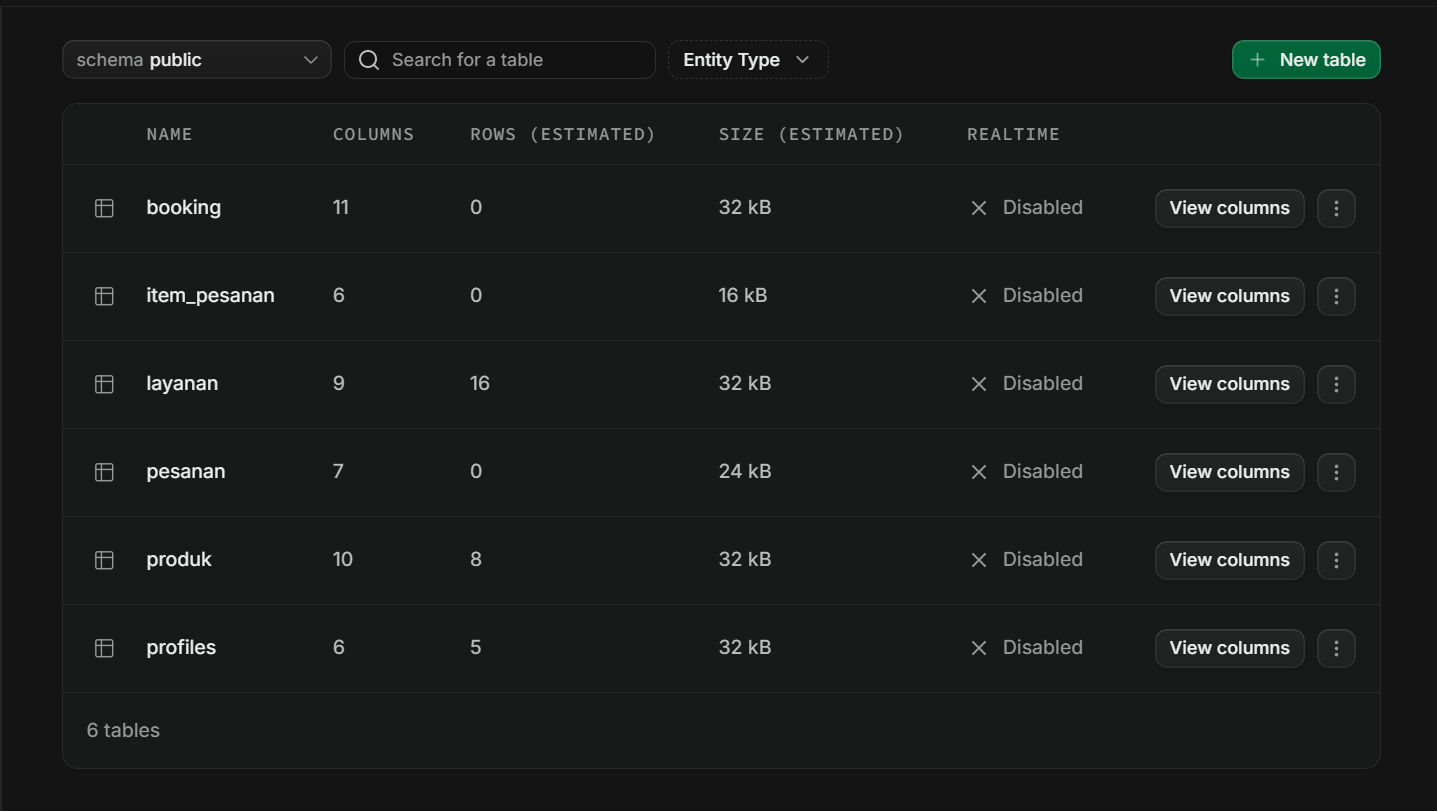 schema public Search for a table Entity Type + New table
NAME COLUMNS ROWS (ESTIMATED) SIZE (ESTIMATED) REALTIME
booking 11 0 32 kB Disabled View columns
item_pesanan 6 0 16 kB Disabled View columns
layanan 9 16 32 kB Disabled View columns
pesanan 7 0 24 kB Disabled View columns
produk 10 8 32 kB Disabled View columns
profiles 6 5 32 kB Disabled View columns
6 tables